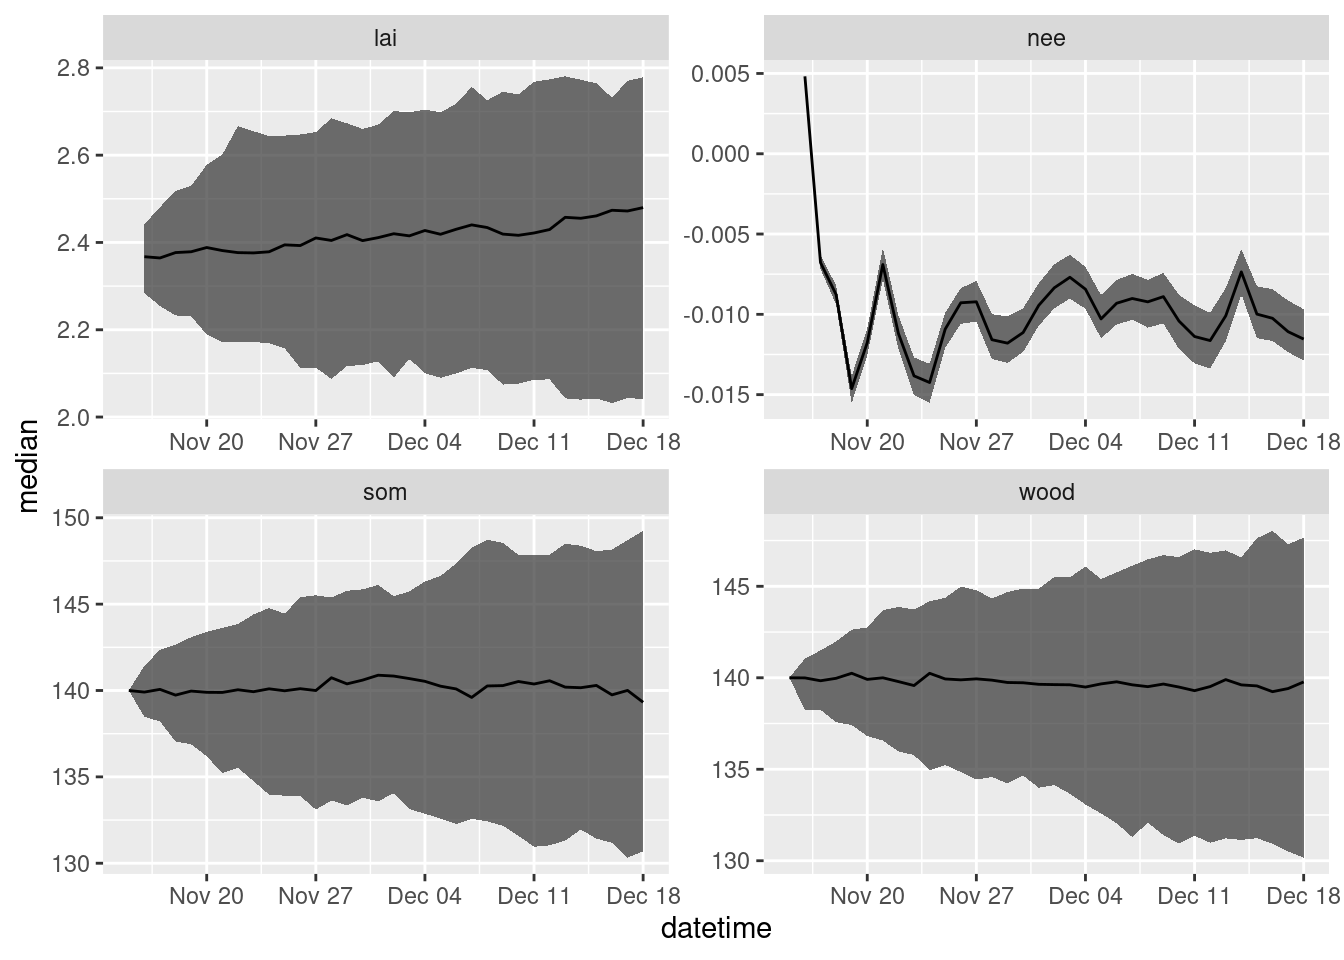 lai
nee
2.8
2.6
2.4
2.2
2.0
0.005
0.000
-0.005
-0.010
-0.015
Nov 20 Nov 27 Dec 04 Dec 11 Dec 18
Nov 20 Nov 27 Dec 04 Dec 11 Dec 18
median
som
wood
150
145
140
135
130
145
140
135
130
Nov 20 Nov 27 Dec 04 Dec 11 Dec 18
Nov 20 Nov 27 Dec 04 Dec 11 Dec 18
datetime